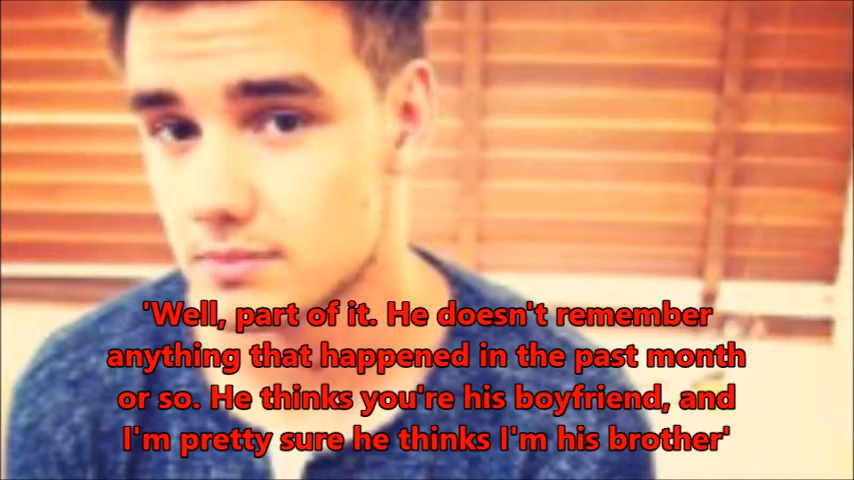 'Well, part of it. He doesn't remember
anything that happened in the past month
or so. He thinks you're his boyfriend, and
I'm pretty sure he thinks I'm his brother'